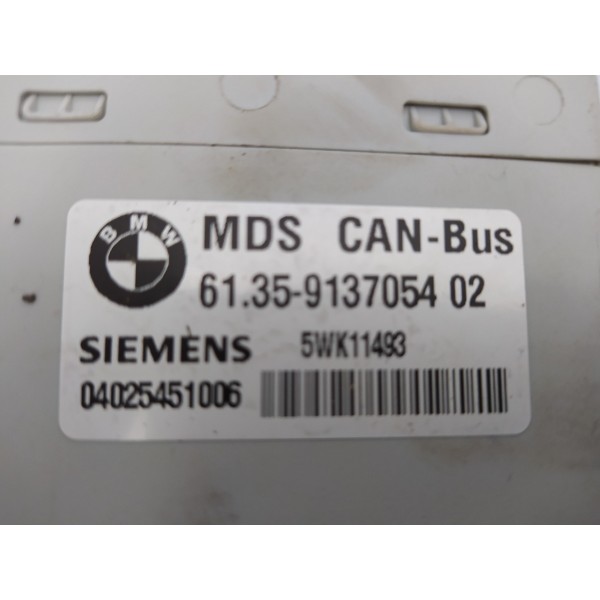 BMW
MDS CAN-Bus
61.35-9137054 02
SIEMENS 5WK11493
04025451006